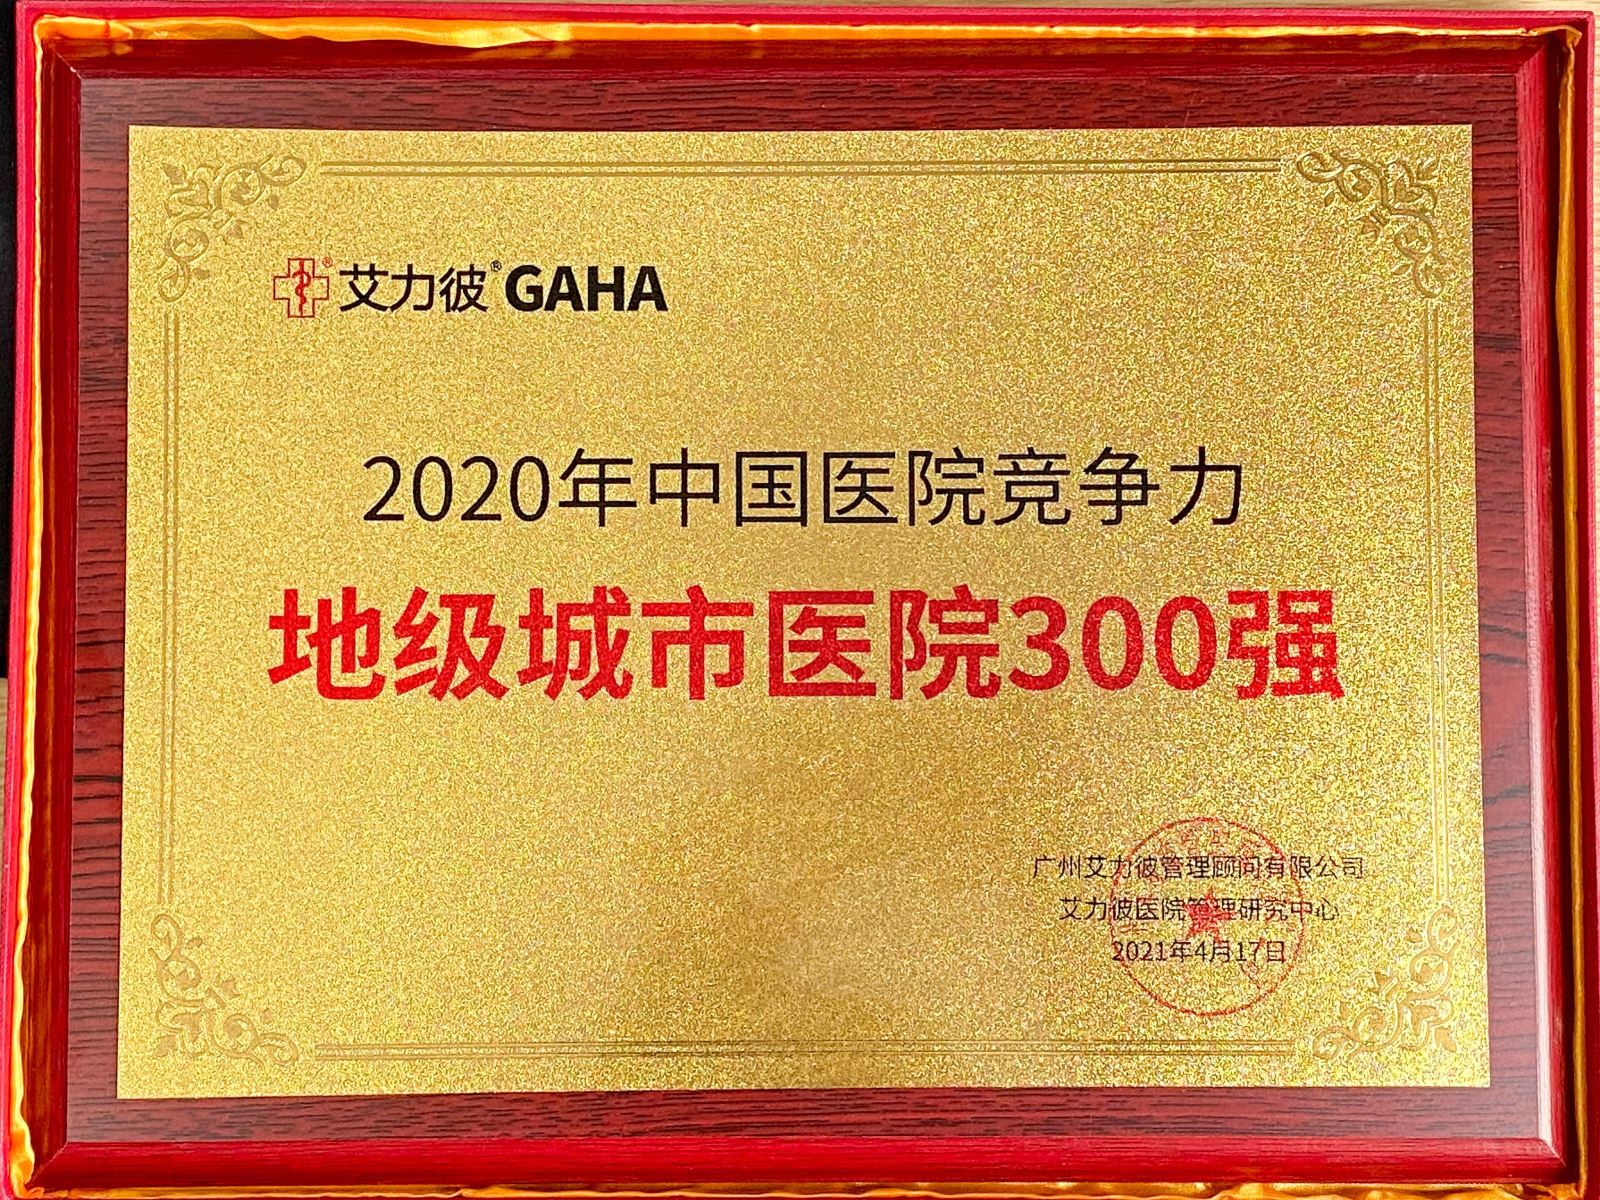 艾力彼® GAHA
2020年中国医院竞争力
地级城市医院300强
广州艾力彼管理顾问有限公司
艾力彼医院管理研究中心
2021年4月17日